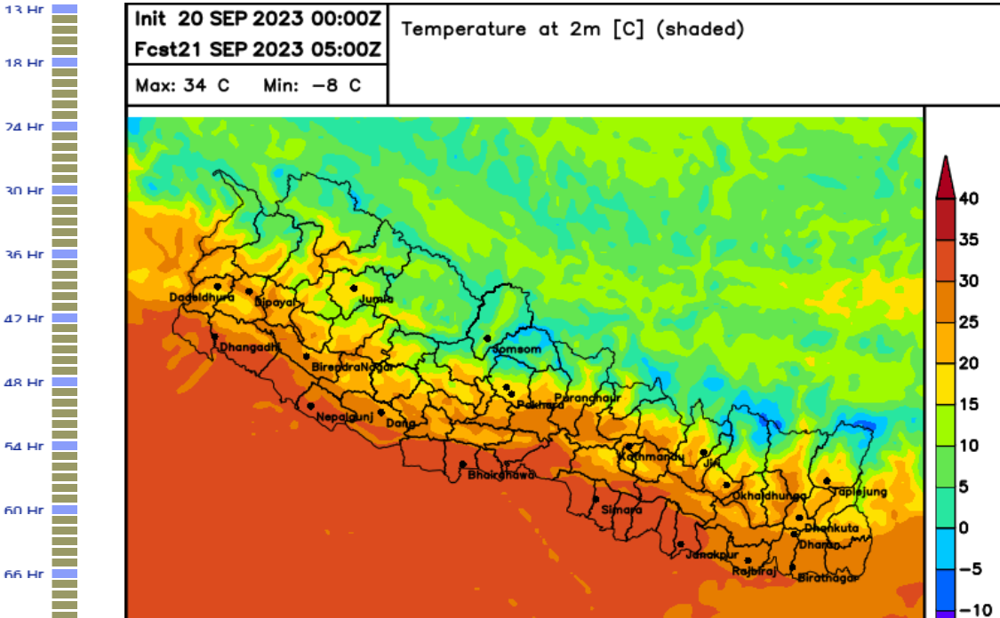 13 Hr
18 Hr
24 Hr
30 Hr
36 Hr
42 Hr
48 Hr
54 Hr
60 Hr
66 Hr
Init 20 SEP 2023 00:00Z
Fcst21 SEP 2023 05:00Z
Max: 34 C Min: −8 C
Temperature at 2m [C] (shaded)
Dadeldhura
Dipayal
Jumla
Dhangadhi
BirendraNagar
Jomsom
Nepalgunj
Dang
Pokhara
Puranchaur
Bhairahawa
Kathmandu
Jiri
Simara
Okhaldhunga
Taplejung
Dhankuta
Dharan
Janakpur
Rajbiraj
Biratnagar
40
35
30
25
20
15
10
5
0
−5
−10